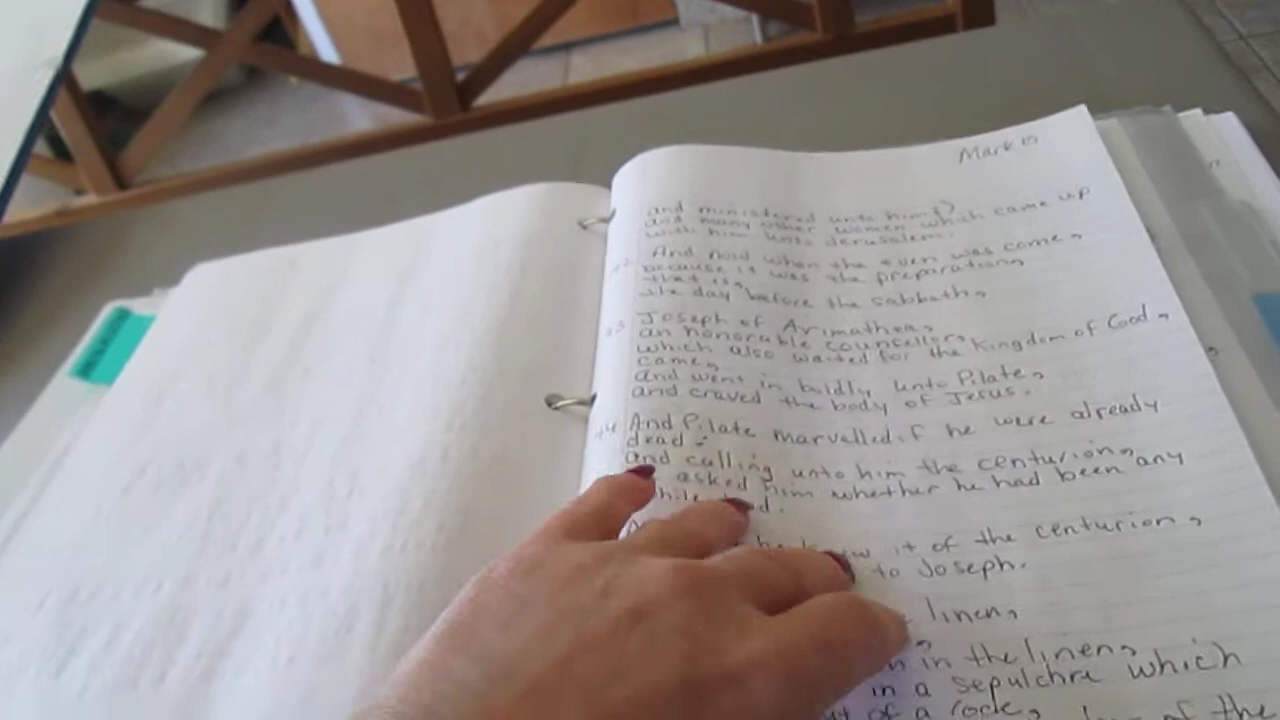 Mark 15
and ministered unto him;)
and many other women which came up
with him unto Jerusalem.
42 And now when the even was come,
because it was the preparation,
that is,
the day before the sabbath,
43 Joseph of Arimathea,
an honorable counsellor,
which also waited for the kingdom of God,
came,
and went in boldly unto Pilate,
and craved the body of Jesus.
44 And Pilate marvelled if he were already
dead:
and calling unto him the centurion,
asked him whether he had been any
it of the centurion,
to Joseph.
linen,
in the linen,
in a sepulchre which
of a rock,
of the